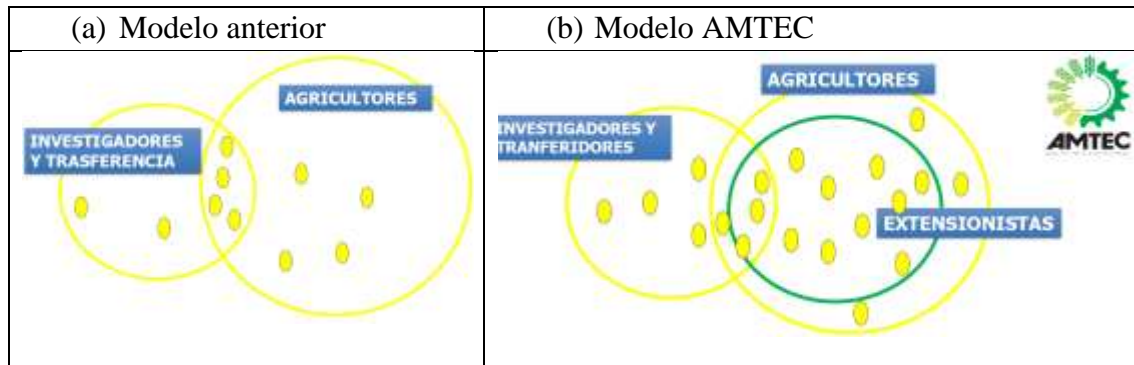 (a) Modelo anterior
(b) Modelo AMTEC
AGRICULTORES
INVESTIGADORES
Y TRASFERENCIA
AGRICULTORES
INVESTIGADORES Y
TRANFERIDORES
EXTENSIONISTAS
AMTEC